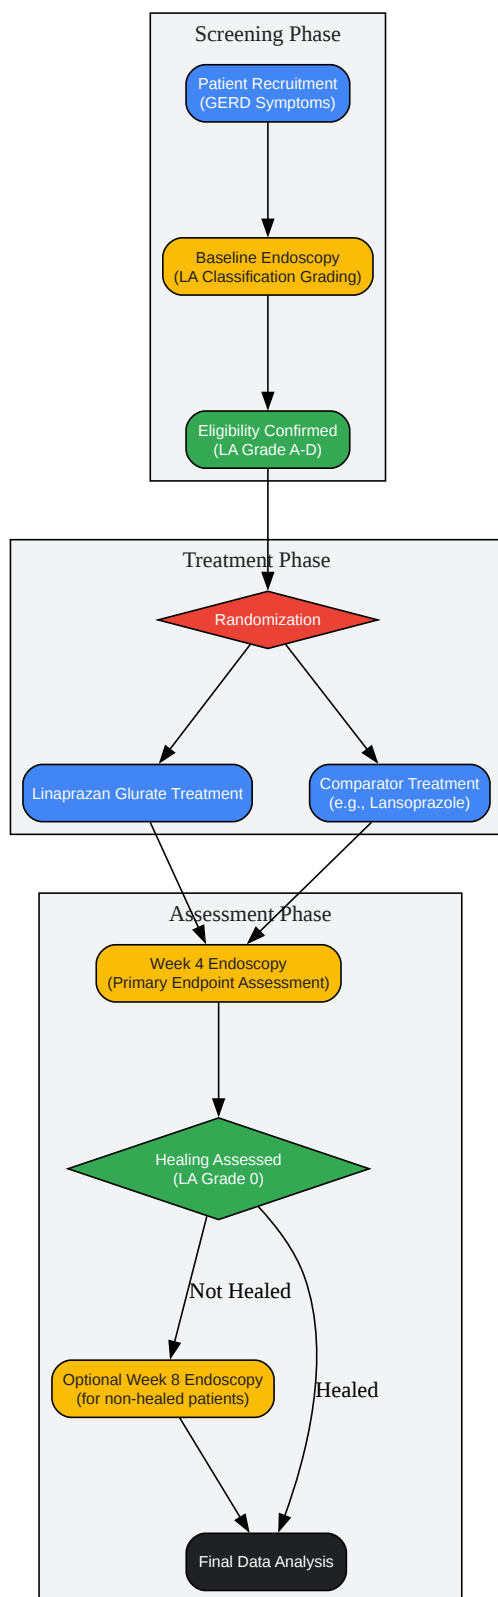 Screening Phase
Patient Recruitment
(GERD Symptoms)
Baseline Endoscopy
(LA Classification Grading)
Eligibility Confirmed
(LA Grade A-D)
Treatment Phase
Randomization
Linaprazan Glurate Treatment
Comparator Treatment
(e.g., Lansoprazole)
Assessment Phase
Week 4 Endoscopy
(Primary Endpoint Assessment)
Healing Assessed
(LA Grade 0)
Not Healed
Optional Week 8 Endoscopy
(for non-healed patients)
Healed
Final Data Analysis